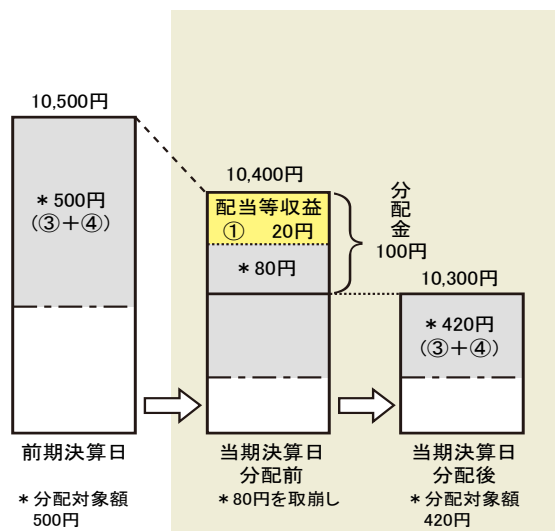 10,500円
＊500円
(③＋④)
前期決算日
＊分配対象額
500円
10,400円
配当等収益
① 20円
＊80円
分配金
100円
当期決算日
分配前
＊80円を取崩し
10,300円
＊420円
(③＋④)
当期決算日
分配後
＊分配対象額
420円